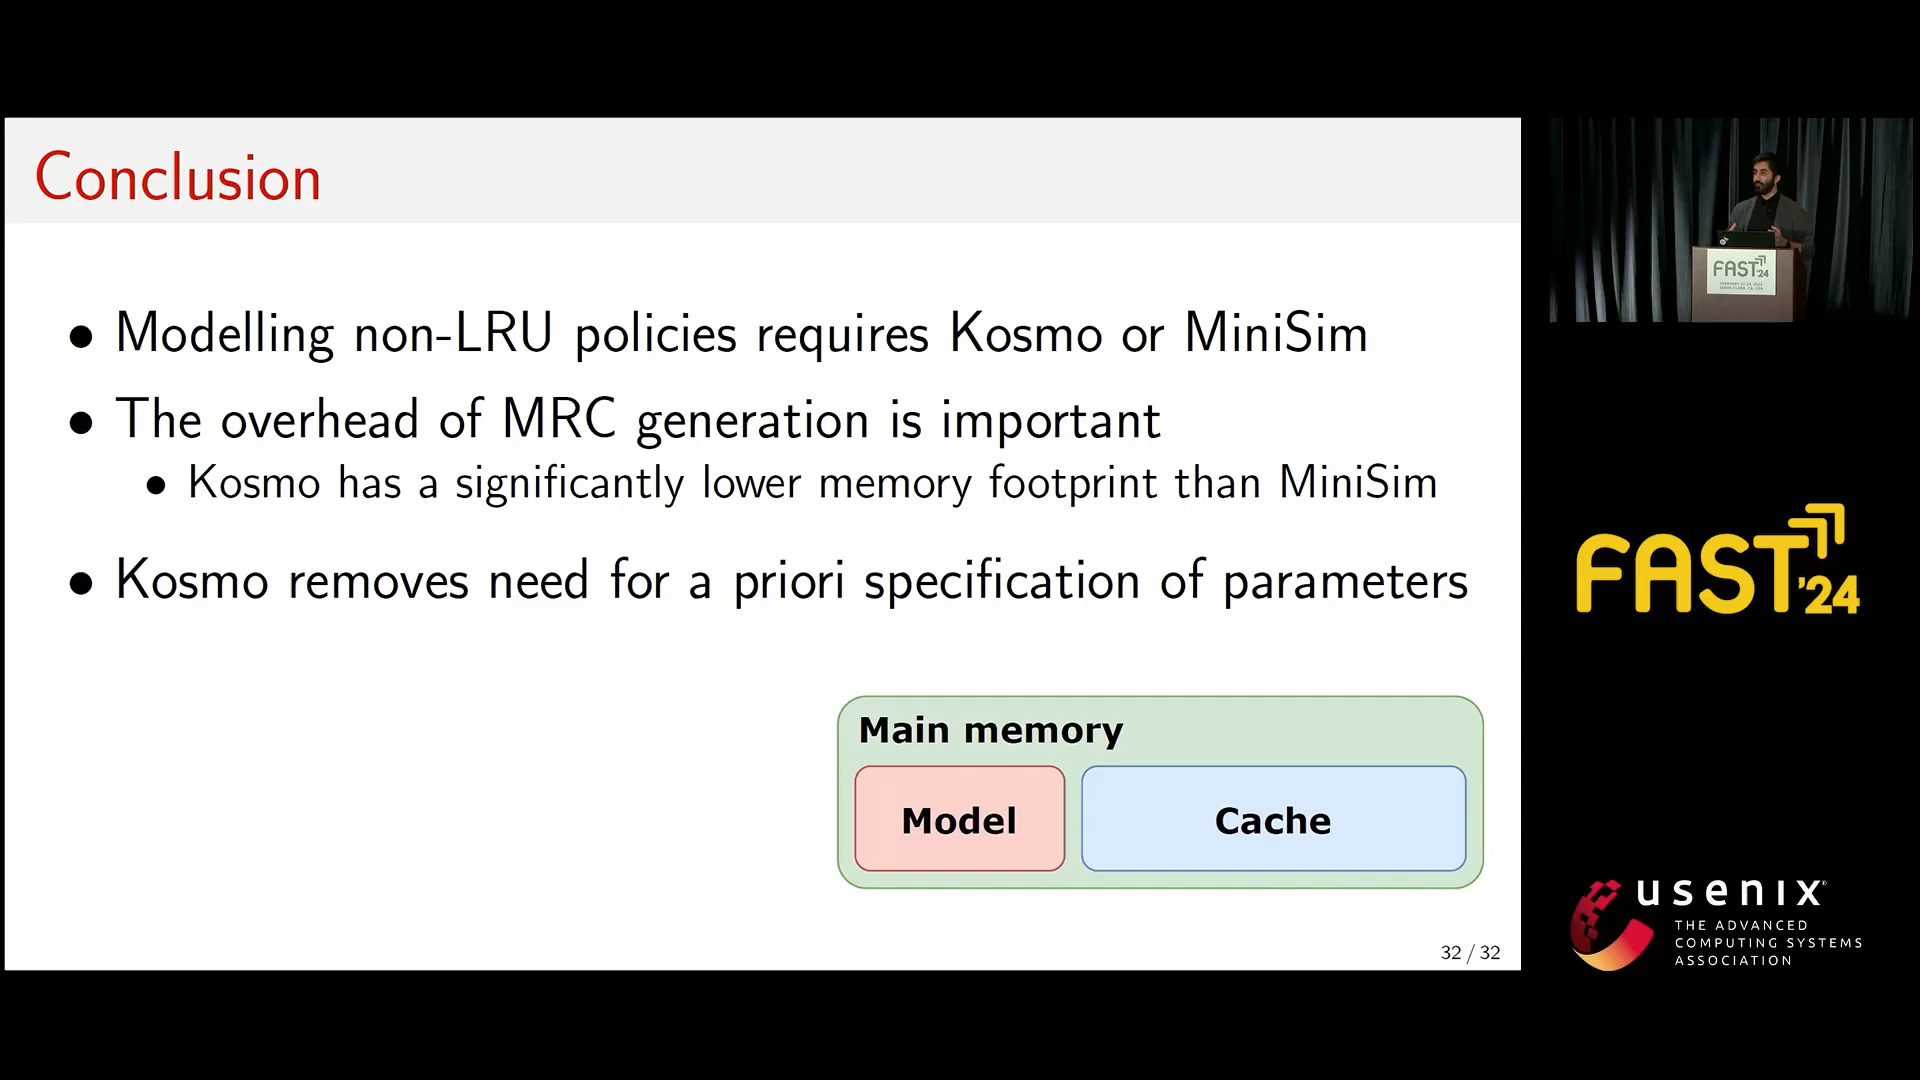 Conclusion
• Modelling non-LRU policies requires Kosmo or MiniSim
• The overhead of MRC generation is important
• Kosmo has a significantly lower memory footprint than MiniSim
• Kosmo removes need for a priori specification of parameters
Main memory
Model
Cache
32 / 32
FAST'24
FAST '24
usenix®
THE ADVANCED
COMPUTING SYSTEMS
ASSOCIATION